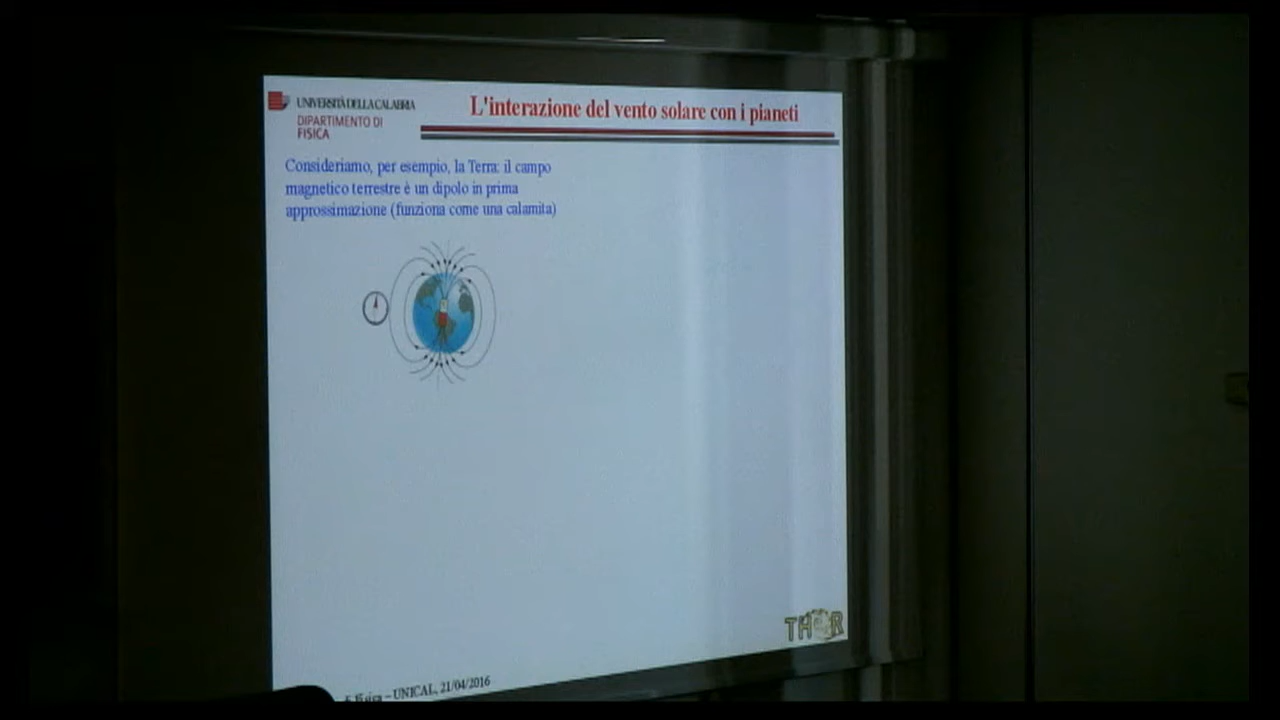 UNIVERSITÀ DELLA CALABRIA
DIPARTIMENTO DI
FISICA
L'interazione del vento solare con i pianeti
Consideriamo, per esempio, la Terra: il campo
magnetico terrestre è un dipolo in prima
approssimazione (funziona come una calamita)
THOR
Fisica – UNICAL, 21/04/2016